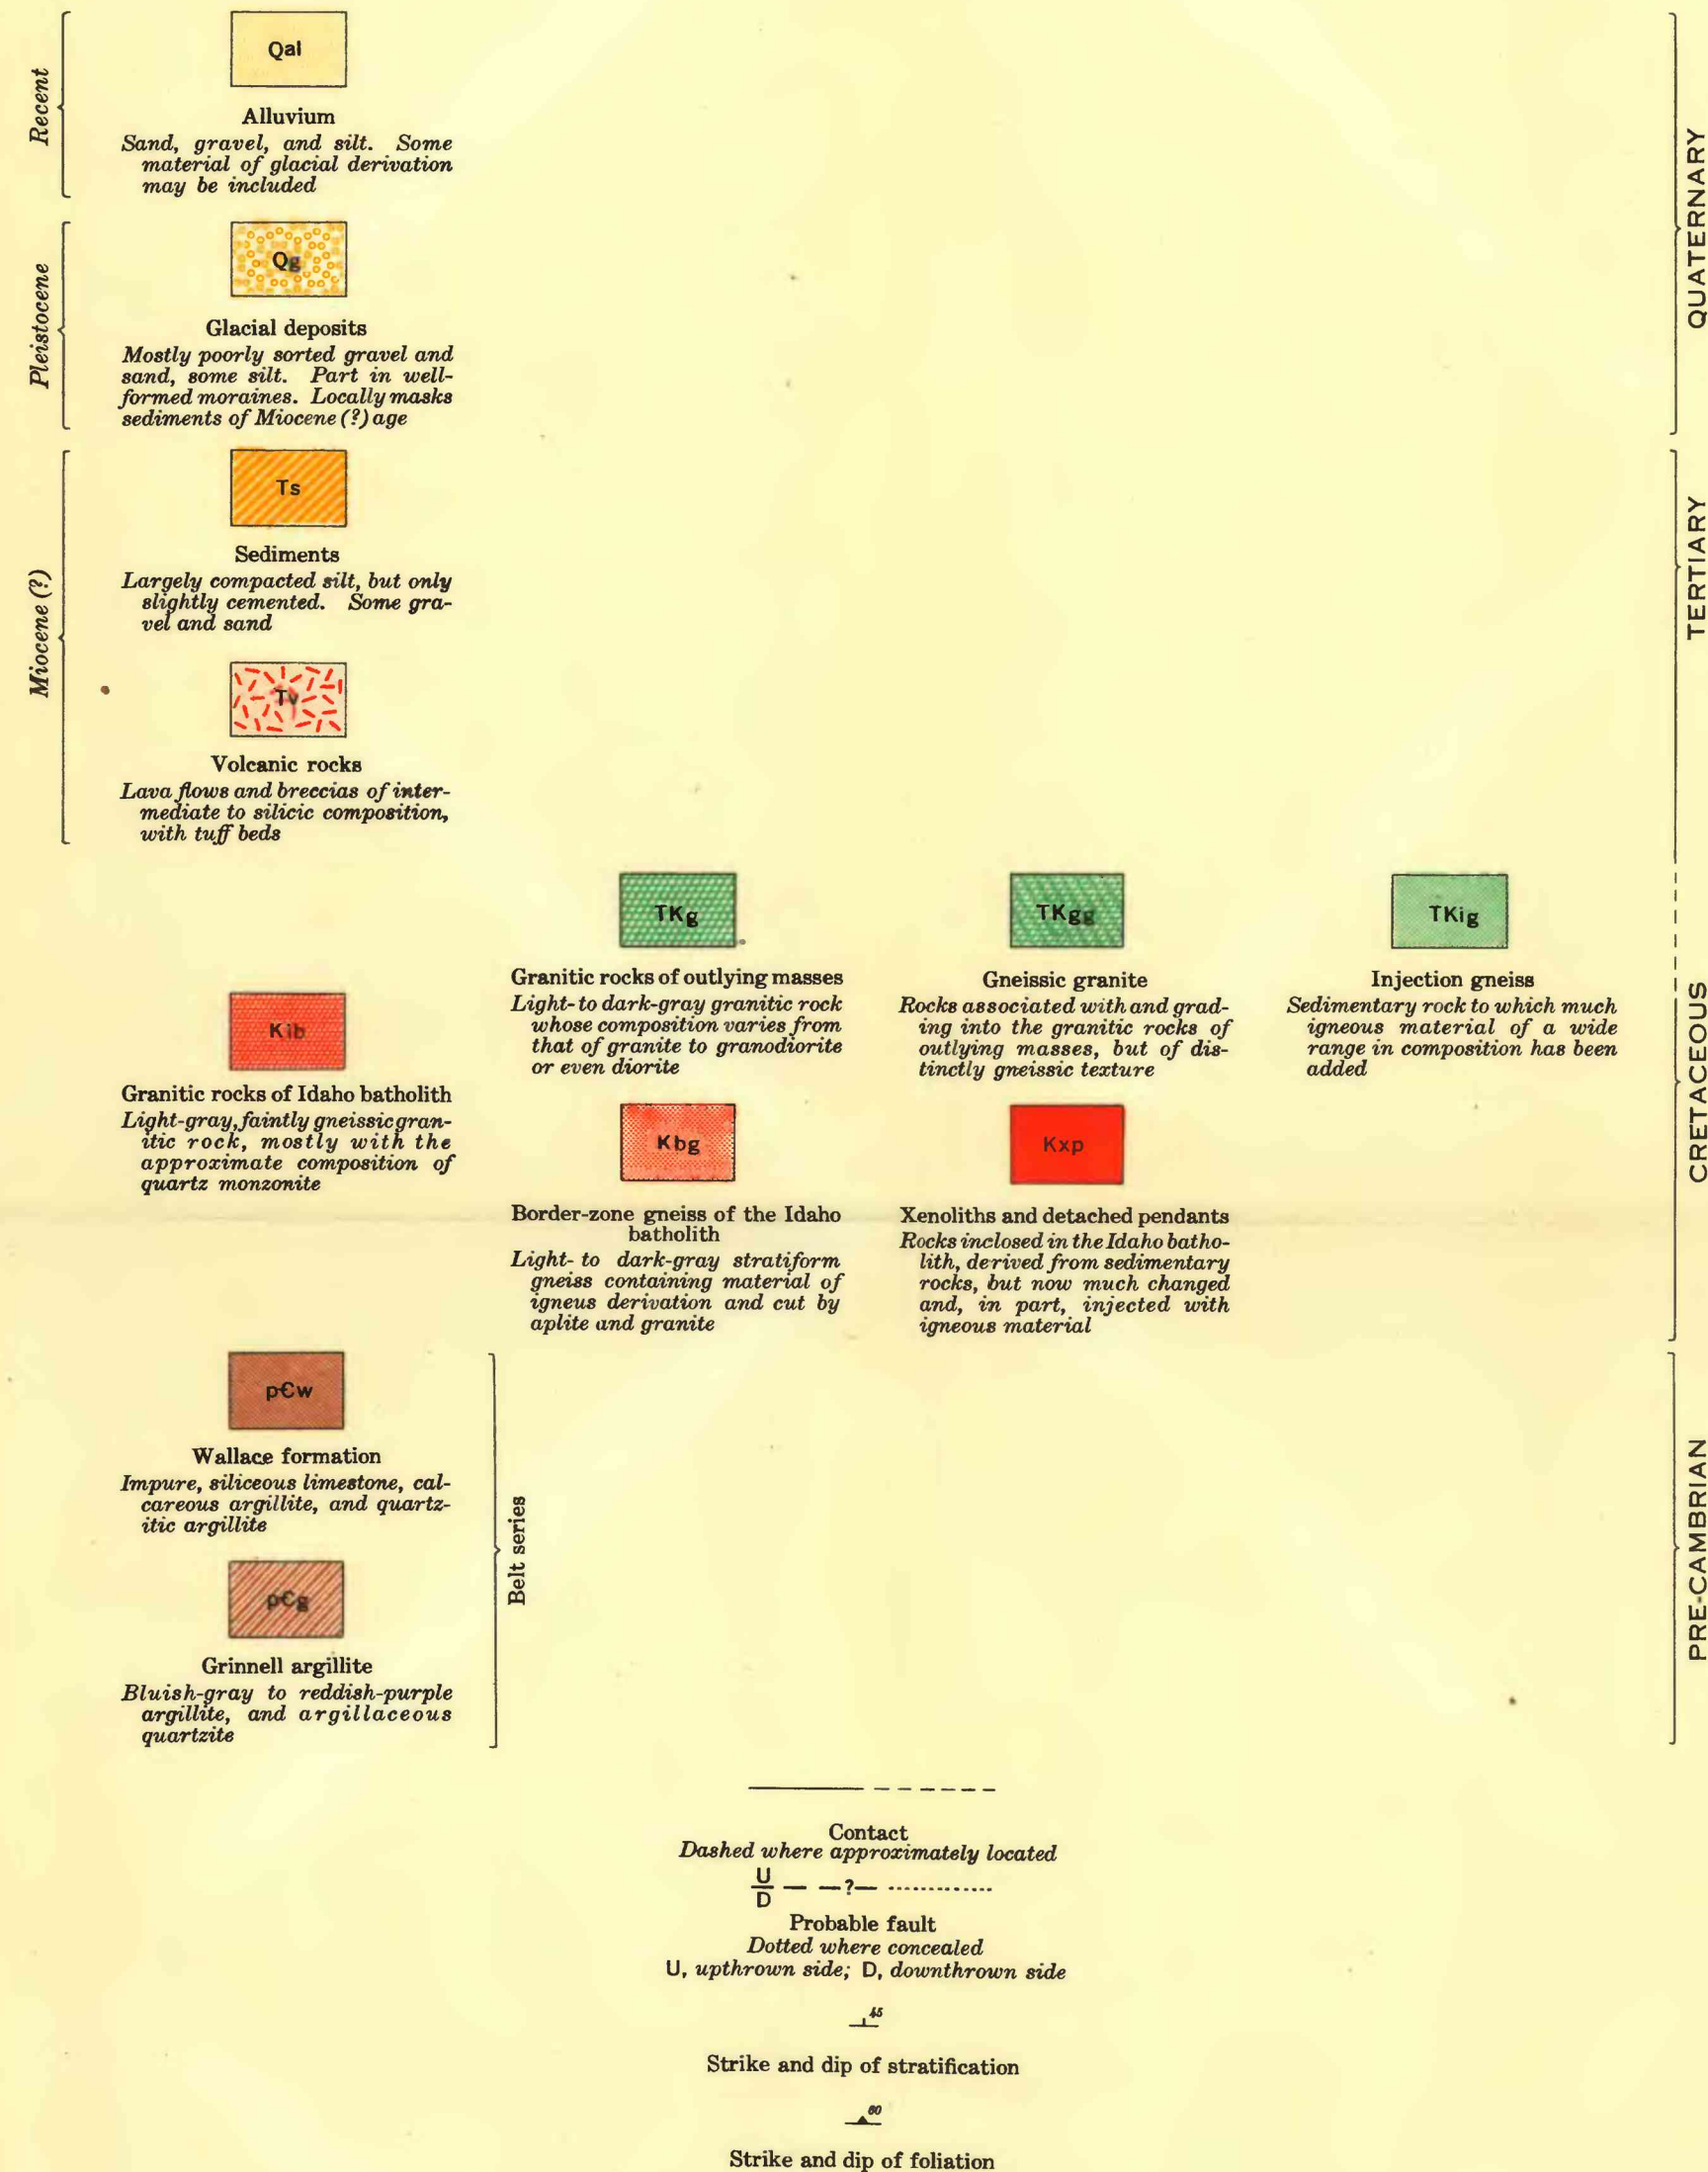 Recent
Qal
Alluvium
Sand, gravel, and silt. Some
material of glacial derivation
may be included
Pleistocene
Qg
Glacial deposits
Mostly poorly sorted gravel and
sand, some silt. Part in well-
formed moraines. Locally masks
sediments of Miocene (?) age
QUATERNARY
Miocene (?)
Ts
Sediments
Largely compacted silt, but only
slightly cemented. Some gra-
vel and sand
Tv
Volcanic rocks
Lava flows and breccias of inter-
mediate to silicic composition,
with tuff beds
TERTIARY
TKg
Granitic rocks of outlying masses
Light- to dark-gray granitic rock
whose composition varies from
that of granite to granodiorite
or even diorite
TKgg
Gneissic granite
Rocks associated with and grad-
ing into the granitic rocks of
outlying masses, but of dis-
tinctly gneissic texture
TKig
Injection gneiss
Sedimentary rock to which much
igneous material of a wide
range in composition has been
added
Kib
Granitic rocks of Idaho batholith
Light-gray, faintly gneissic gran-
itic rock, mostly with the
approximate composition of
quartz monzonite
Kbg
Border-zone gneiss of the Idaho
batholith
Light- to dark-gray stratiform
gneiss containing material of
igneus derivation and cut by
aplite and granite
Kxp
Xenoliths and detached pendants
Rocks inclosed in the Idaho batho-
lith, derived from sedimentary
rocks, but now much changed
and, in part, injected with
igneous material
CRETACEOUS
p€w
Wallace formation
Impure, siliceous limestone, cal-
careous argillite, and quartz-
itic argillite
p€g
Grinnell argillite
Bluish-gray to reddish-purple
argillite, and argillaceous
quartzite
Belt series
PRE-CAMBRIAN
Contact
Dashed where approximately located
U
D
?
Probable fault
Dotted where concealed
U, upthrown side; D, downthrown side
45
Strike and dip of stratification
60
Strike and dip of foliation